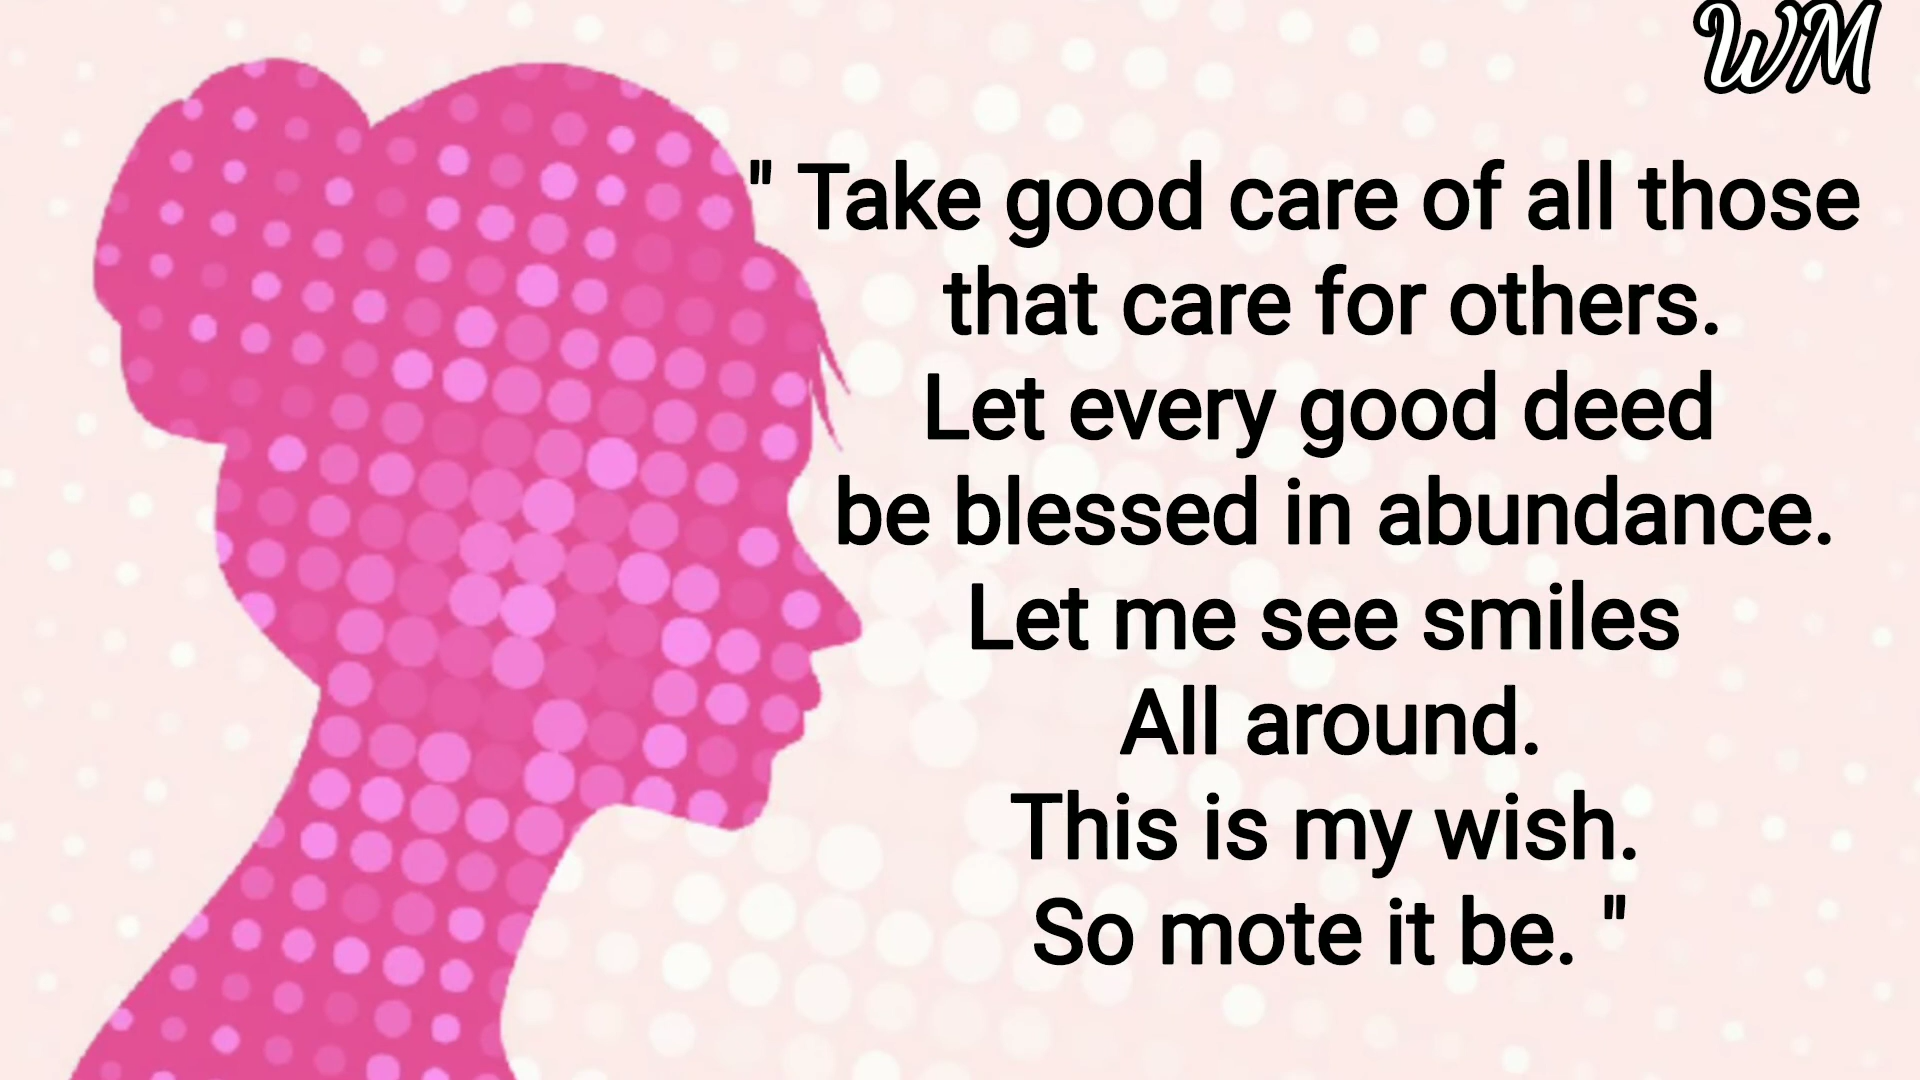 WM
" Take good care of all those
that care for others.
Let every good deed
be blessed in abundance.
Let me see smiles
All around.
This is my wish.
So mote it be. "